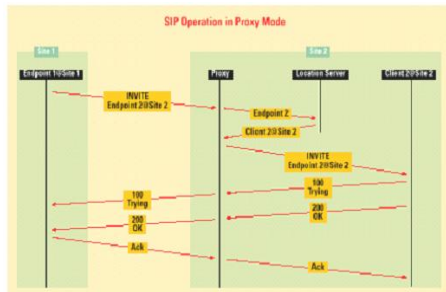 SIP Operation in Proxy Mode
Site 1
Site 2
Endpoint 1@Site 1
Proxy
Location Server
Client 2@Site 2
INVITE
Endpoint 2@Site 2
Endpoint 2
Client 2@Site 2
INVITE
Endpoint 2@Site 2
100
Trying
100
Trying
200
OK
200
OK
Ack
Ack